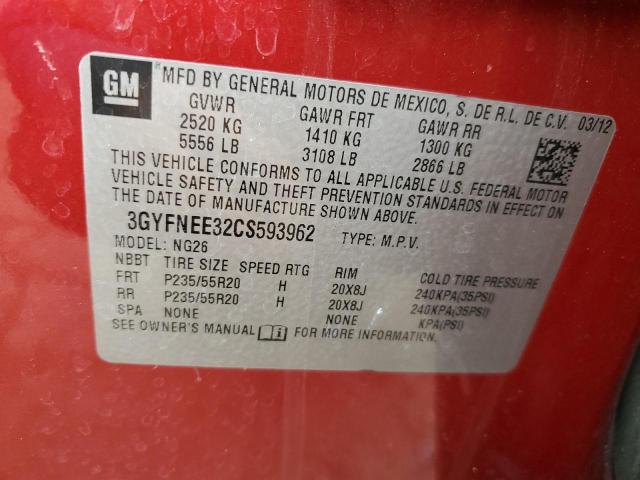 GM
MFD BY GENERAL MOTORS DE MEXICO, S. DE R.L. DE C.V. 03/12
GVWR GAWR FRT GAWR RR
2520 KG 1410 KG 1300 KG
5556 LB 3108 LB 2866 LB
THIS VEHICLE CONFORMS TO ALL APPLICABLE U.S. FEDERAL MOTOR
VEHICLE SAFETY AND THEFT PREVENTION STANDARDS IN EFFECT ON
THE DATE OF MANUFACTURE SHOWN ABOVE.
3GYFNEE32CS593962 TYPE: M.P.V.
MODEL: NG26
NBBT TIRE SIZE SPEED RTG RIM COLD TIRE PRESSURE
FRT P235/55R20 H 20X8J 240KPA(35PSI)
RR P235/55R20 H 20X8J 240KPA(35PSI)
SPA NONE NONE KPA(PSI)
SEE OWNER'S MANUAL FOR MORE INFORMATION.